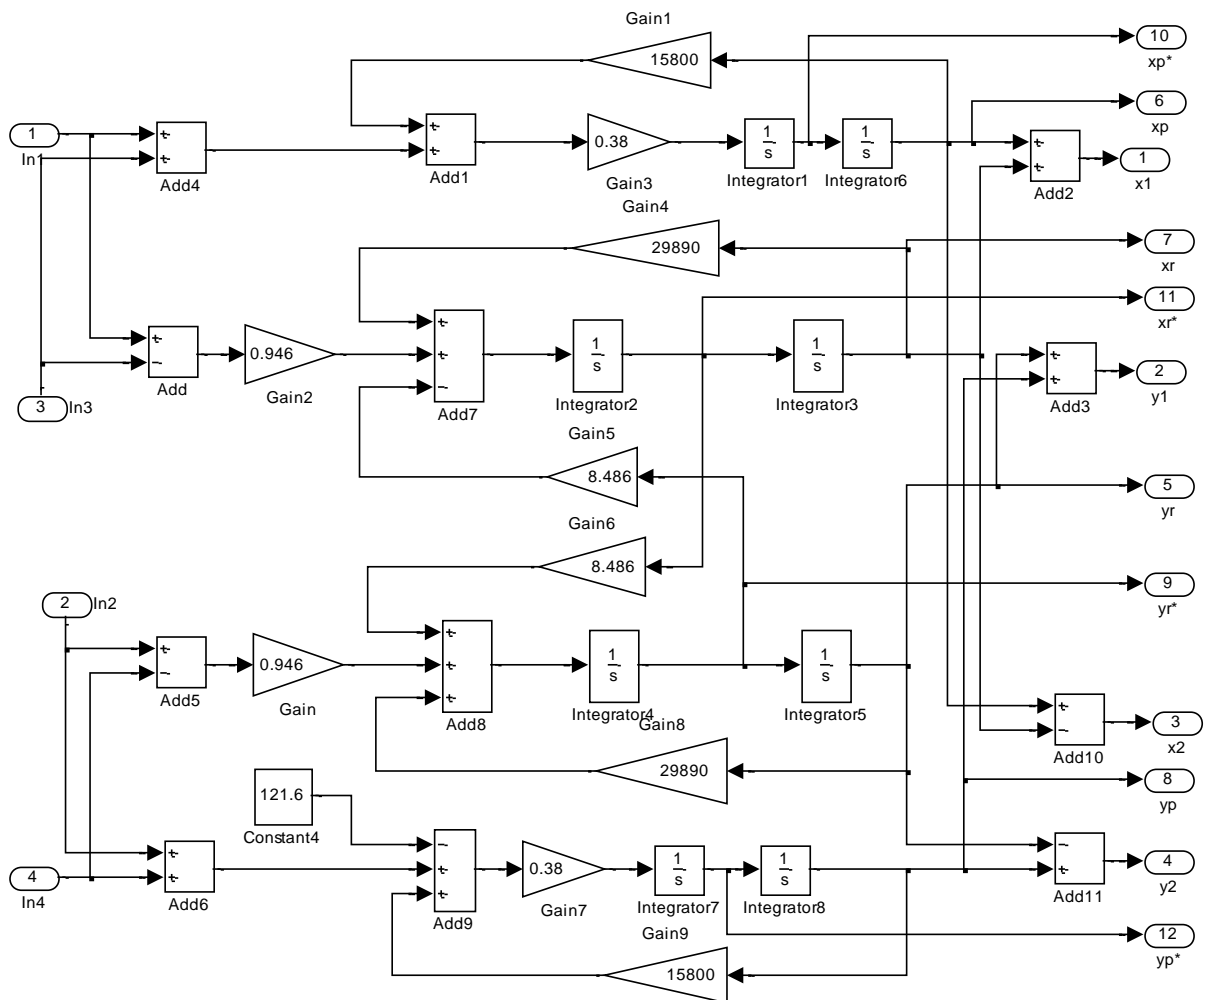 Gain1
10
15800
xp*
6
1
+
+
xp
+
In1
+
+
0.38
1
s
1
s
+
+
1
Add4
Add1
Integrator1
Integrator6
x1
Gain3
Add2
Gain4
29890
7
xr
11
+
xr*
+
0.946
+
1
s
1
s
+
−
+
2
−
Add
Gain2
Add7
Integrator2
Integrator3
Add3
y1
3
In3
Gain5
8.486
5
yr
Gain6
8.486
9
yr*
2
In2
+
+
0.946
+
1
s
1
s
−
+
Add5
Gain
Add8
Integrator4
Integrator5
+
−
3
Gain8
x2
29890
Add10
8
121.6
yp
Constant4
−
−
+
+
0.38
1
s
1
s
+
4
4
+
+
In4
Add6
Add9
Gain7
Integrator7
Integrator8
Add11
y2
Gain9
12
yp*
15800